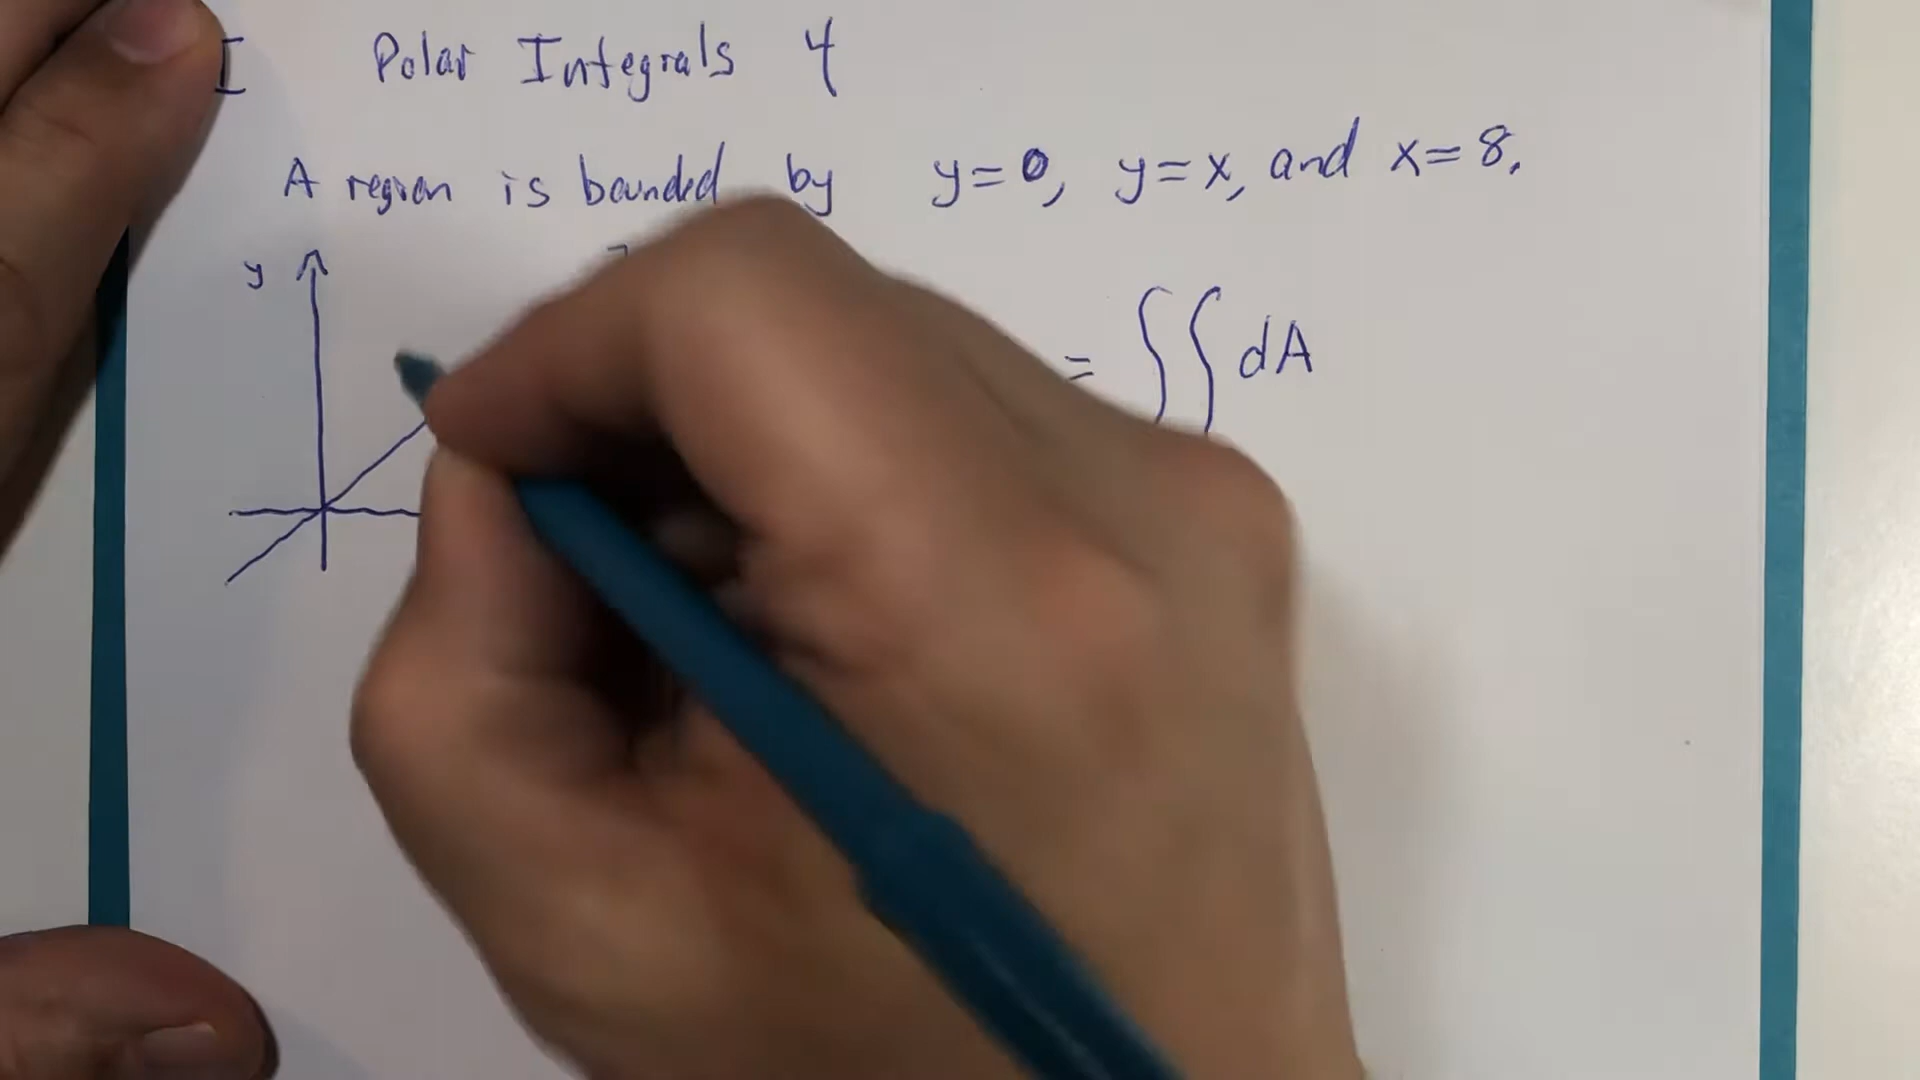 I Polar Integrals 4
A region is bounded by y=0, y=x, and x=8.
y = ∫∫ dA